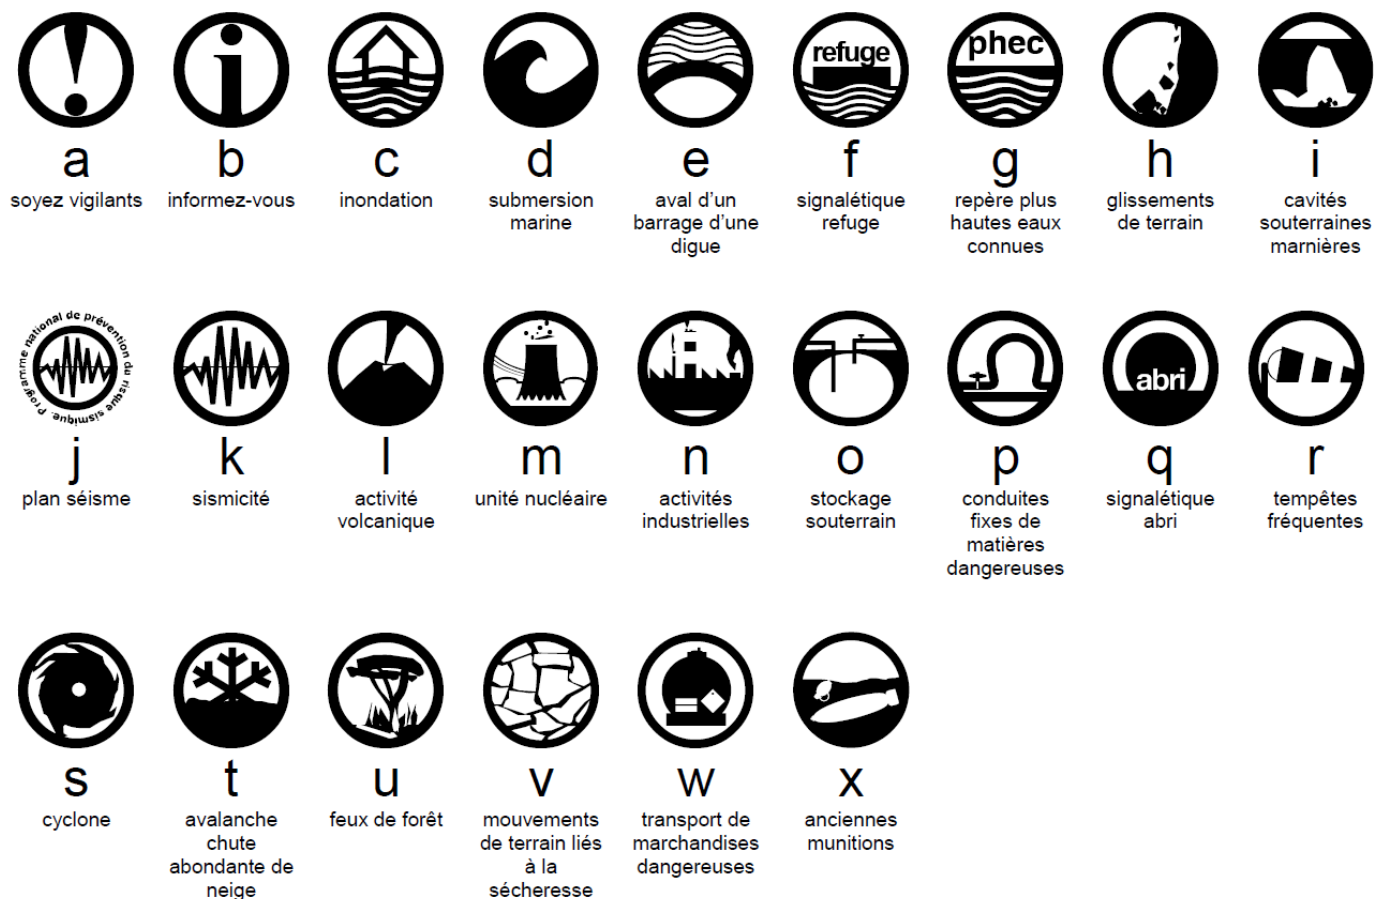 refuge
phec
a b c d e f g h i
soyez vigilants informez-vous inondation submersion aval d'un signalétique repère plus glissements cavités
marine barrage d'une refuge hautes eaux de terrain souterraines
digue connues marnières
Programme national de prévention du risque sismique.
abri
j k l m n o p q r
plan séisme sismicité activité unité nucléaire activités stockage conduites signalétique tempêtes
volcanique industrielles souterrain fixes de abri fréquentes
matières
dangereuses
s t u v w x
cyclone avalanche feux de forêt mouvements transport de anciennes
chute de terrain liés marchandises munitions
abondante de à la dangereuses
neige sécheresse